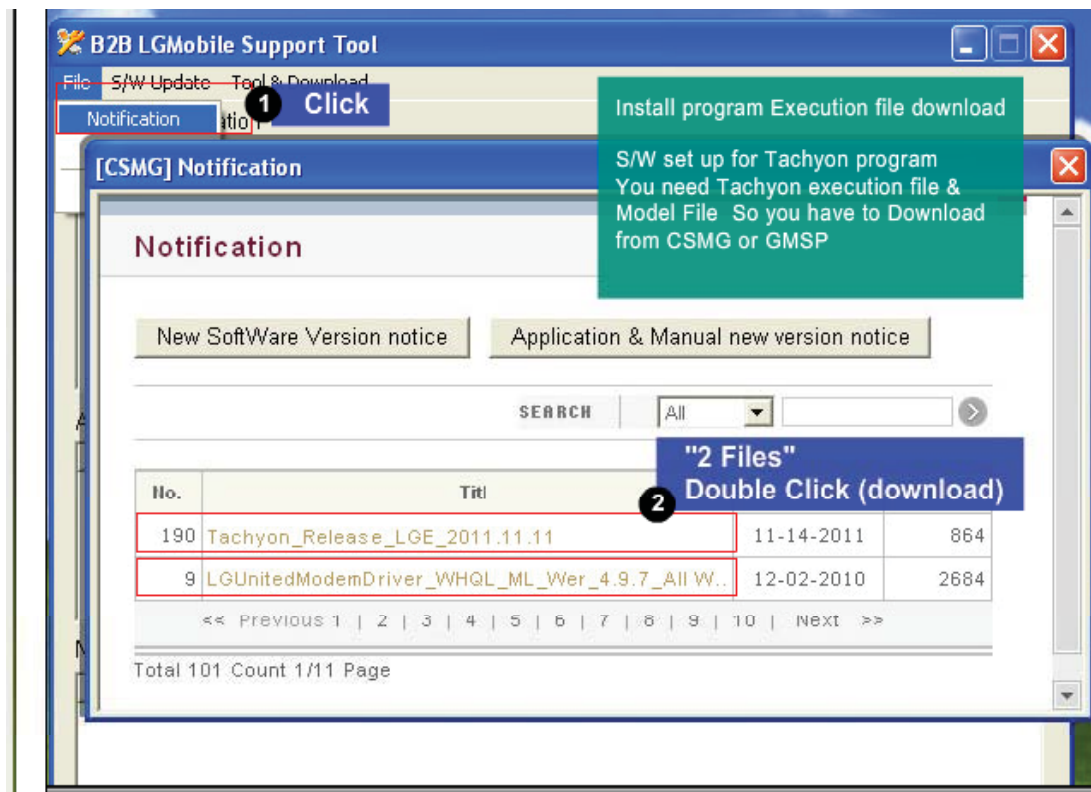 B2B LGMobile Support Tool
File S/W Update Tool & Download
Notification
1 Click
Install program Execution file download
S/W set up for Tachyon program
You need Tachyon execution file &
Model File So you have to Download
from CSMG or GMSP
[CSMG] Notification
Notification
New SoftWare Version notice
Application & Manual new version notice
SEARCH All
"2 Files"
Double Click (download)
2
No. Titl
190 Tachyon_Release_LGE_2011.11.11 11-14-2011 864
9 LGUnitedModemDriver_WHQL_ML_Wer_4.9.7_All W.. 12-02-2010 2684
<< Previous 1 | 2 | 3 | 4 | 5 | 6 | 7 | 8 | 9 | 10 | Next >>
Total 101 Count 1/11 Page